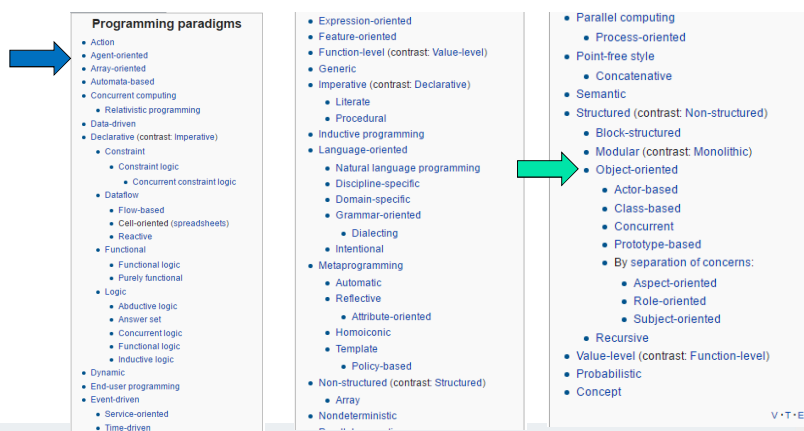 Programming paradigms
Action
Agent-oriented
Array-oriented
Automata-based
Concurrent computing
Relativistic programming
Data-driven
Declarative (contrast: Imperative)
Constraint
Constraint logic
Concurrent constraint logic
Dataflow
Flow-based
Cell-oriented (spreadsheets)
Reactive
Functional
Functional logic
Purely functional
Logic
Abductive logic
Answer set
Concurrent logic
Functional logic
Inductive logic
Dynamic
End-user programming
Event-driven
Service-oriented
Time-driven
Expression-oriented
Feature-oriented
Function-level (contrast: Value-level)
Generic
Imperative (contrast: Declarative)
Literate
Procedural
Inductive programming
Language-oriented
Natural language programming
Discipline-specific
Domain-specific
Grammar-oriented
Dialecting
Intentional
Metaprogramming
Automatic
Reflective
Attribute-oriented
Homoiconic
Template
Policy-based
Non-structured (contrast: Structured)
Array
Nondeterministic
Parallel computing
Process-oriented
Point-free style
Concatenative
Semantic
Structured (contrast: Non-structured)
Block-structured
Modular (contrast: Monolithic)
Object-oriented
Actor-based
Class-based
Concurrent
Prototype-based
By separation of concerns:
Aspect-oriented
Role-oriented
Subject-oriented
Recursive
Value-level (contrast: Function-level)
Probabilistic
Concept
V·T·E